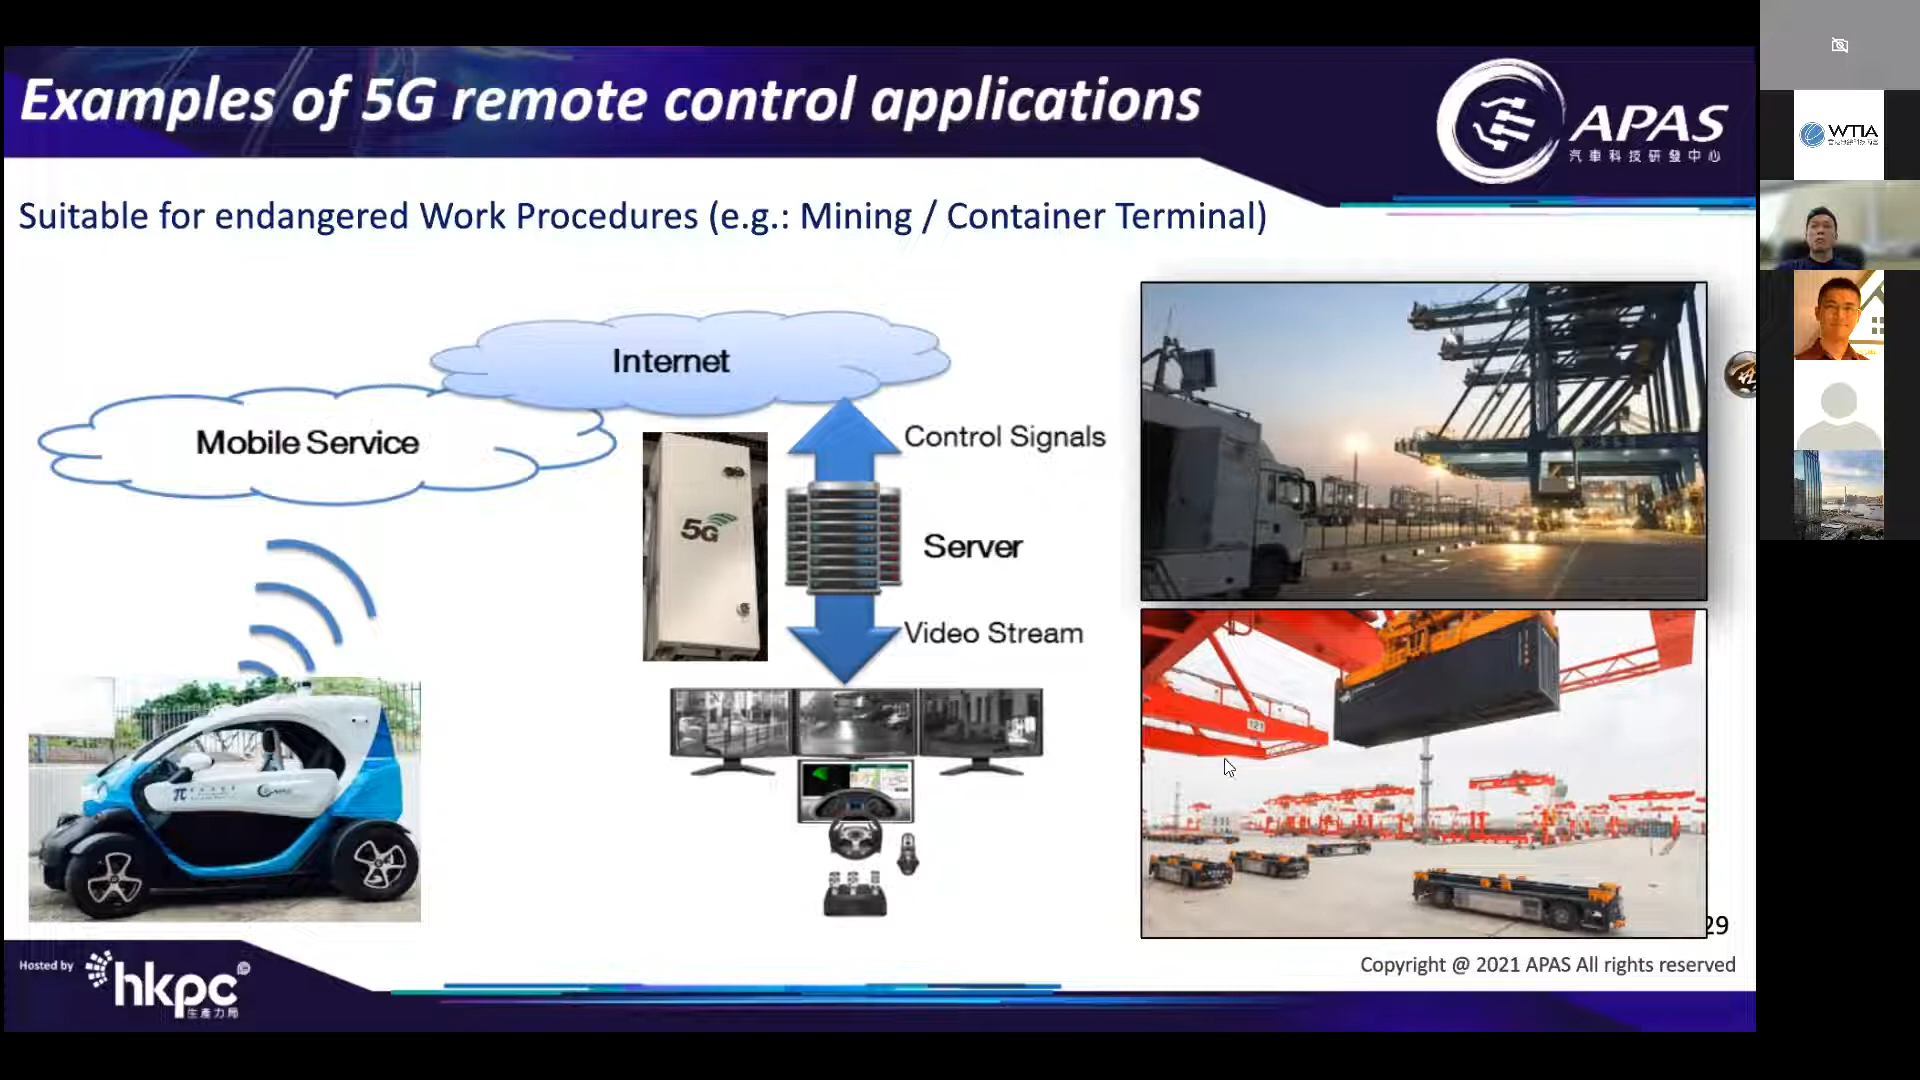 Examples of 5G remote control applications
APAS
汽車科技研發中心
Suitable for endangered Work Procedures (e.g.: Mining / Container Terminal)
Internet
Mobile Service
Control Signals
5G
Server
Video Stream
121
29
Copyright @ 2021 APAS All rights reserved
Hosted by
hkpc
生產力局
WTIA